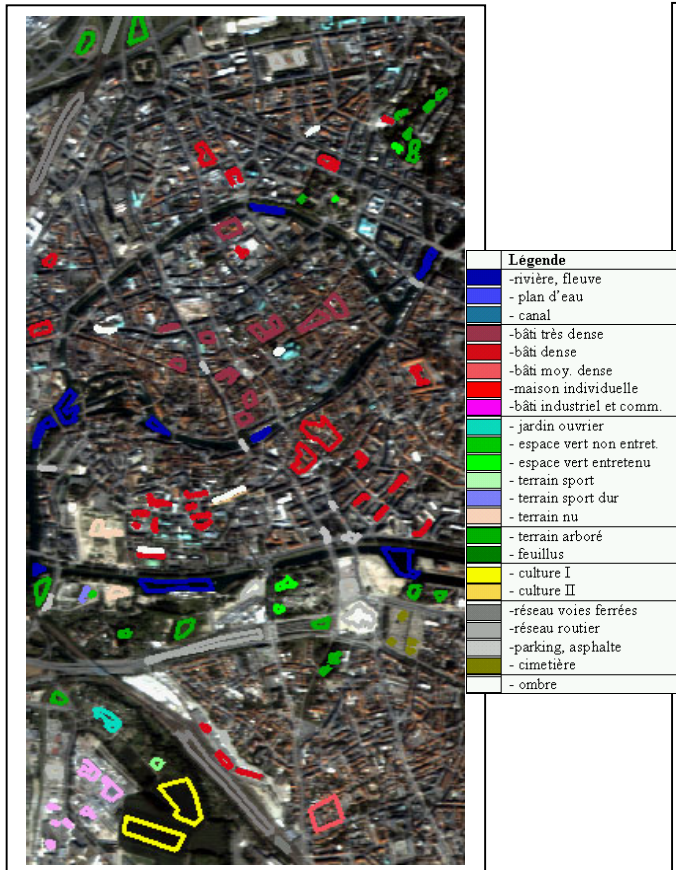 Légende
-rivière, fleuve
- plan d'eau
- canal
-bâti très dense
-bâti dense
-bâti moy. dense
-maison individuelle
-bâti industriel et comm.
- jardin ouvrier
- espace vert non entret.
- espace vert entretenu
- terrain sport
- terrain sport dur
- terrain nu
- terrain arboré
- feuillus
- culture I
- culture II
-réseau voies ferrées
-réseau routier
-parking, asphalte
- cimetière
- ombre